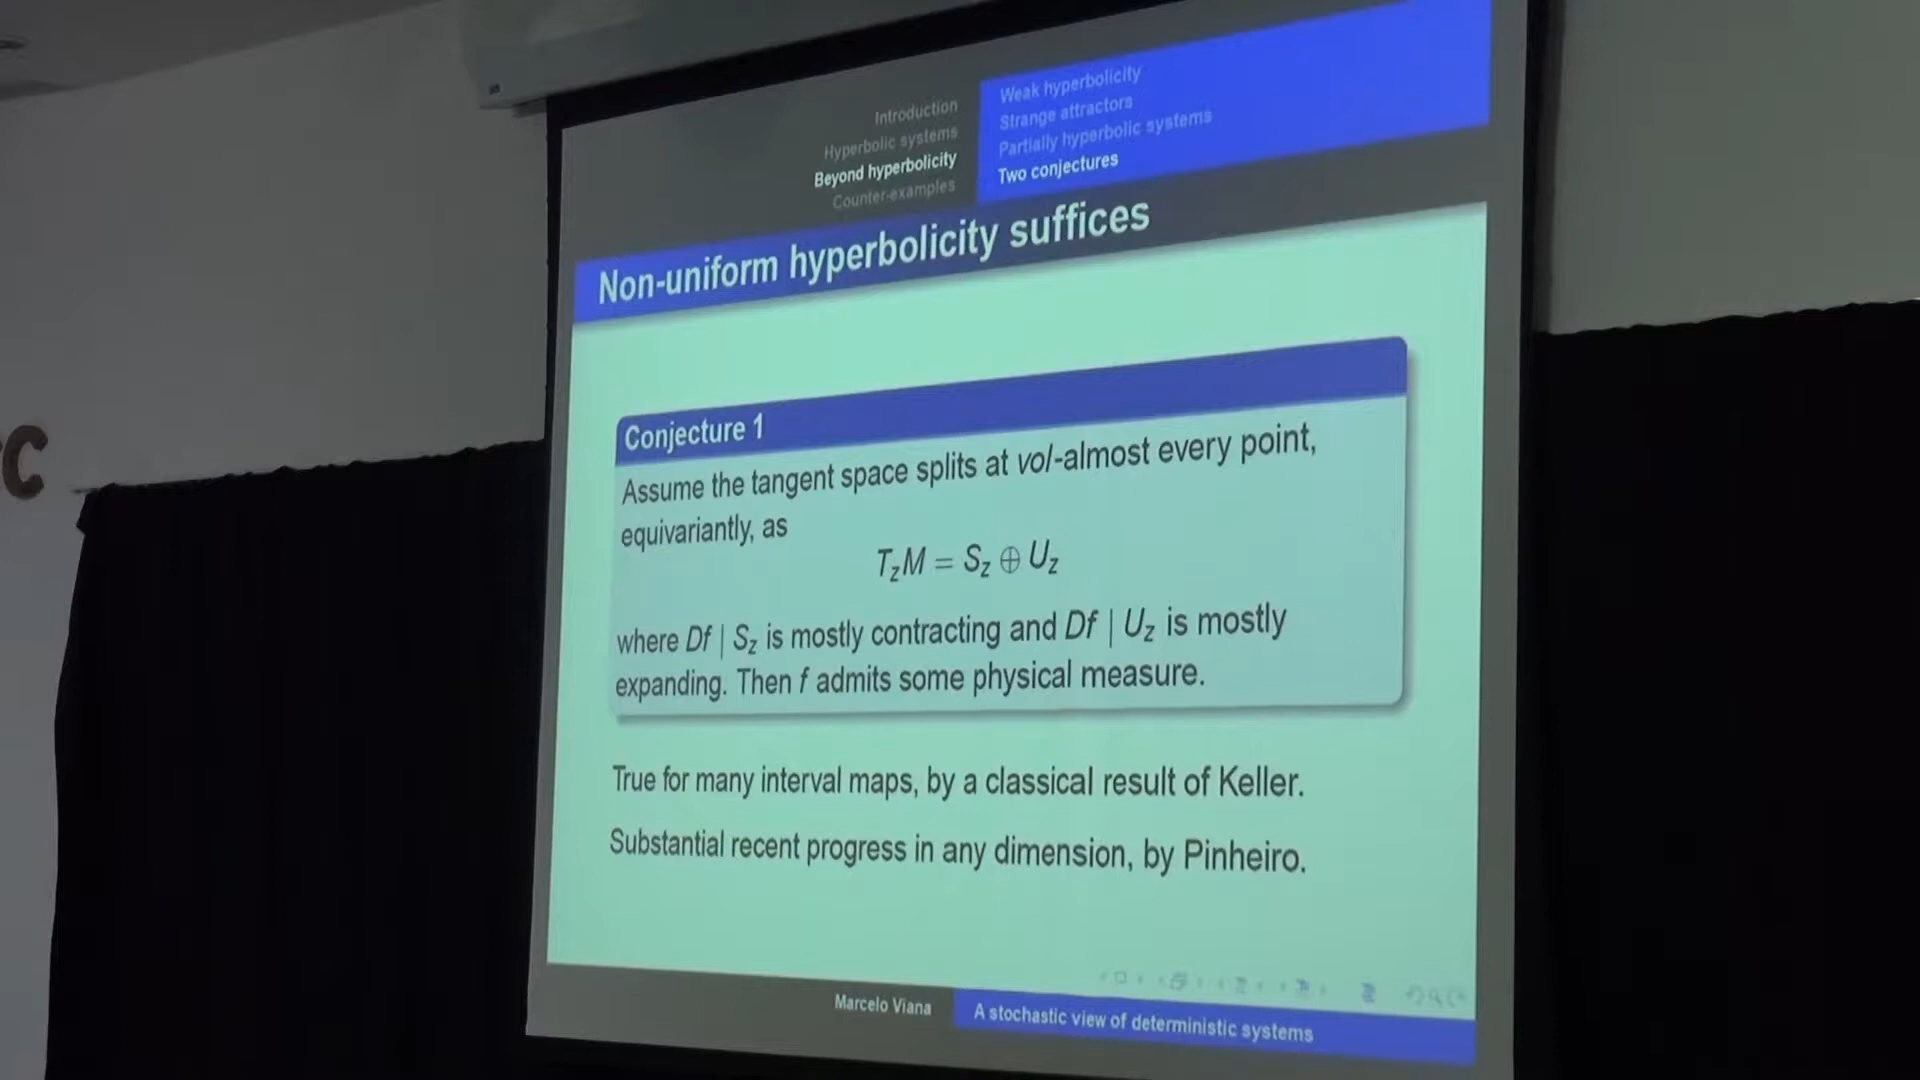 Introduction
Hyperbolic systems
Beyond hyperbolicity
Counter-examples
Weak hyperbolicity
Strange attractors
Partially hyperbolic systems
Two conjectures
Non-uniform hyperbolicity suffices
Conjecture 1
Assume the tangent space splits at vol-almost every point,
equivariantly, as
T_zM = S_z ⊕ U_z
where Df | S_z is mostly contracting and Df | U_z is mostly
expanding. Then f admits some physical measure.
True for many interval maps, by a classical result of Keller.
Substantial recent progress in any dimension, by Pinheiro.
Marcelo Viana
A stochastic view of deterministic systems
C